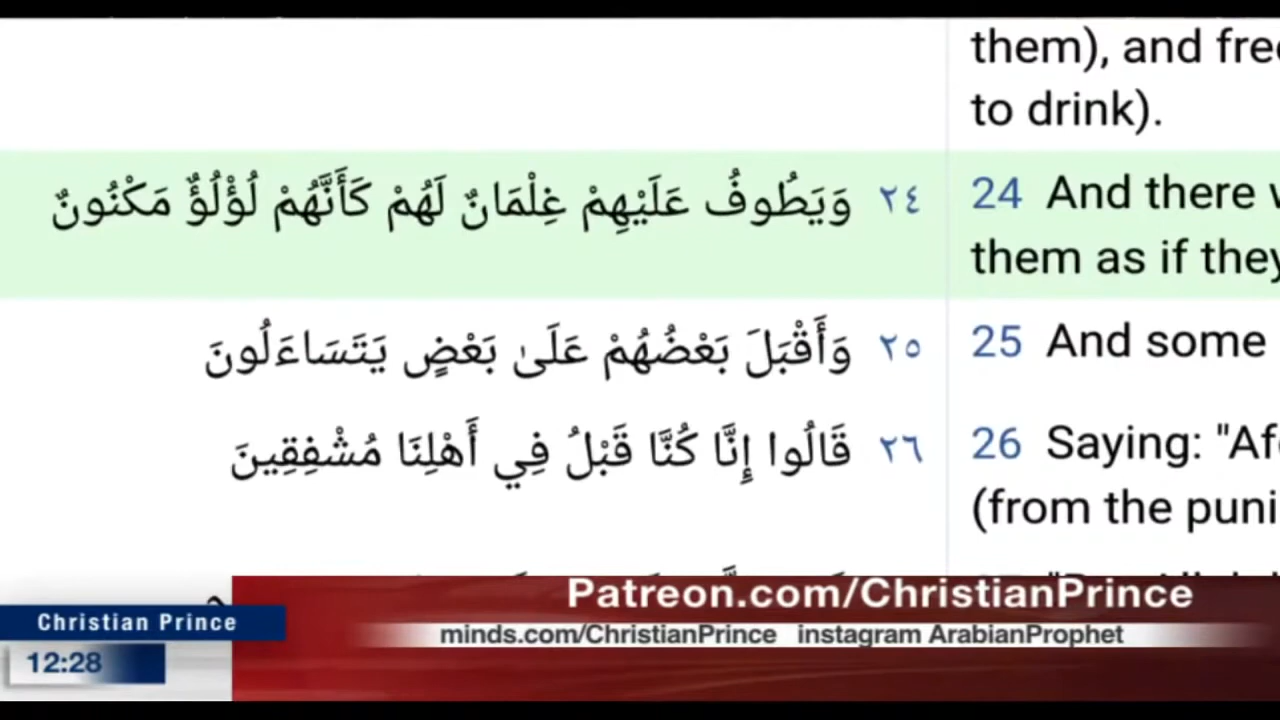 them), and free
to drink).
وَيَطُوفُ عَلَيْهِمْ غِلْمَانٌ لَهُمْ كَأَنَّهُمْ لُؤْلُؤٌ مَكْنُونٌ ٢٤
24 And there w
them as if they
وَأَقْبَلَ بَعْضُهُمْ عَلَىٰ بَعْضٍ يَتَسَاءَلُونَ ٢٥
25 And some
قَالُوا إِنَّا كُنَّا قَبْلُ فِي أَهْلِنَا مُشْفِقِينَ ٢٦
26 Saying: "Afo
(from the puni
Patreon.com/ChristianPrince
Christian Prince
minds.com/ChristianPrince instagram ArabianProphet
12:28